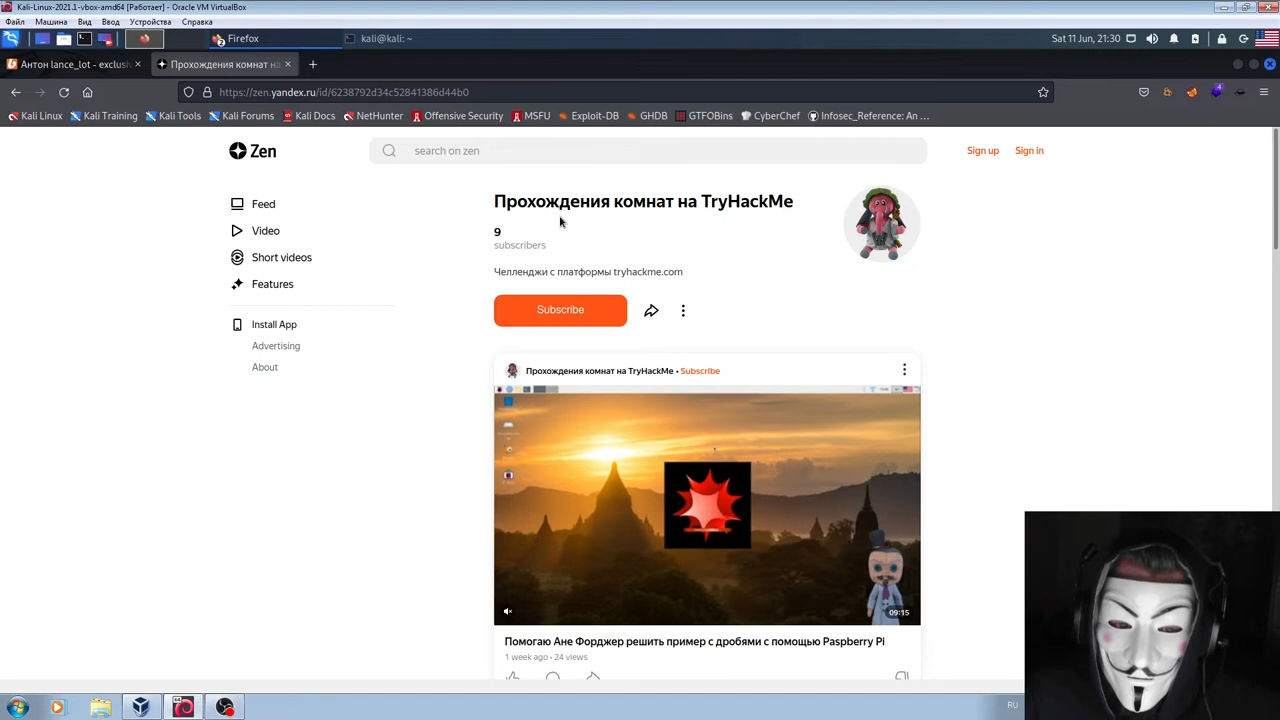 Kali-Linux-2021.1-vbox-amd64 [Работает] - Oracle VM VirtualBox
Файл Машина Вид Ввод Устройства Справка
Firefox
kali@kali: ~
Sat 11 Jun, 21:30
Антон lance_lot - exclush
Прохождения комнат на
https://zen.yandex.ru/id/6238792d34c52841386d44b0
Kali Linux Kali Training Kali Tools Kali Forums Kali Docs NetHunter Offensive Security MSFU Exploit-DB GHDB GTFOBins CyberChef Infosec_Reference: An ...
Zen
search on zen
Sign up Sign in
Feed
Video
Short videos
Features
Install App
Advertising
About
Прохождения комнат на TryHackMe
9
subscribers
Челленджи с платформы tryhackme.com
Subscribe
Прохождения комнат на TryHackMe • Subscribe
09:15
Помогаю Ане Форджер решить пример с дробями с помощью Paspberry Pi
1 week ago • 24 views
RU